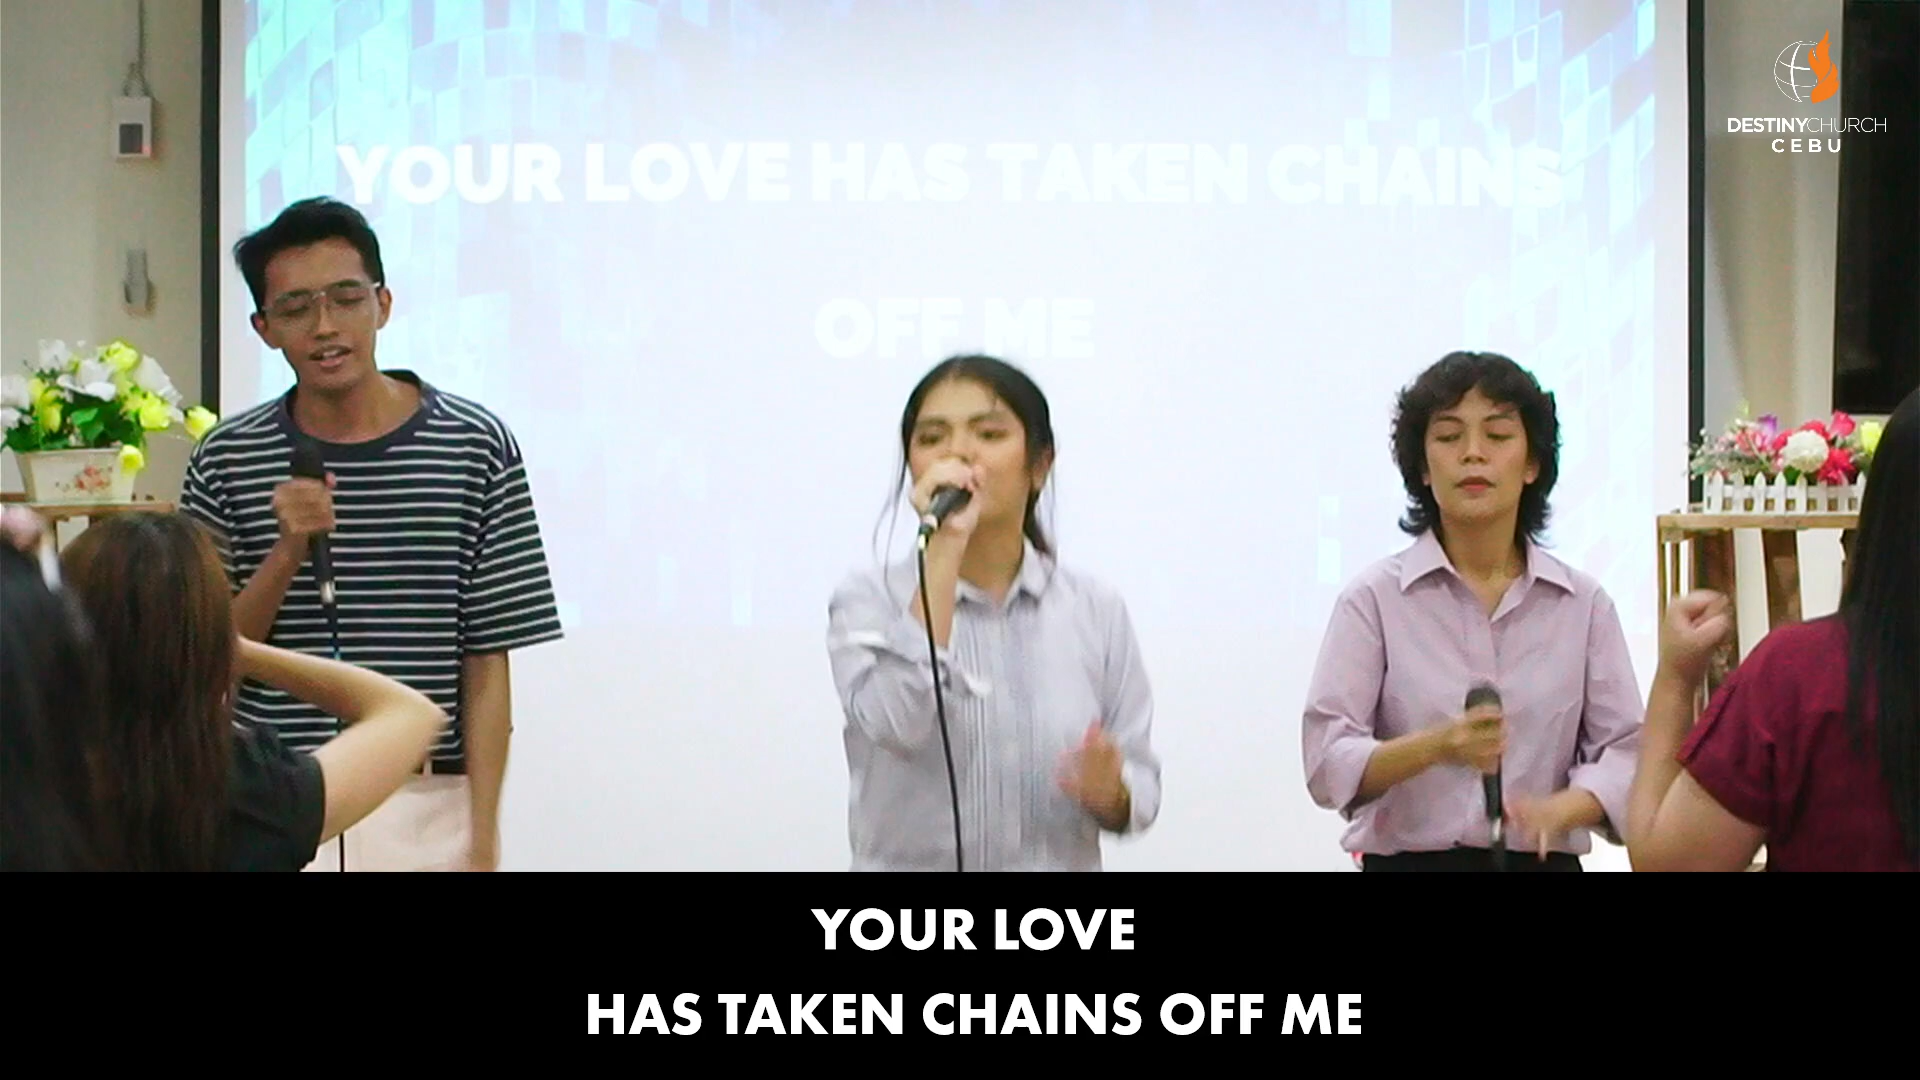 DESTINYCHURCH
CEBU
YOUR LOVE HAS TAKEN CHAINS
OFF ME
YOUR LOVE
HAS TAKEN CHAINS OFF ME